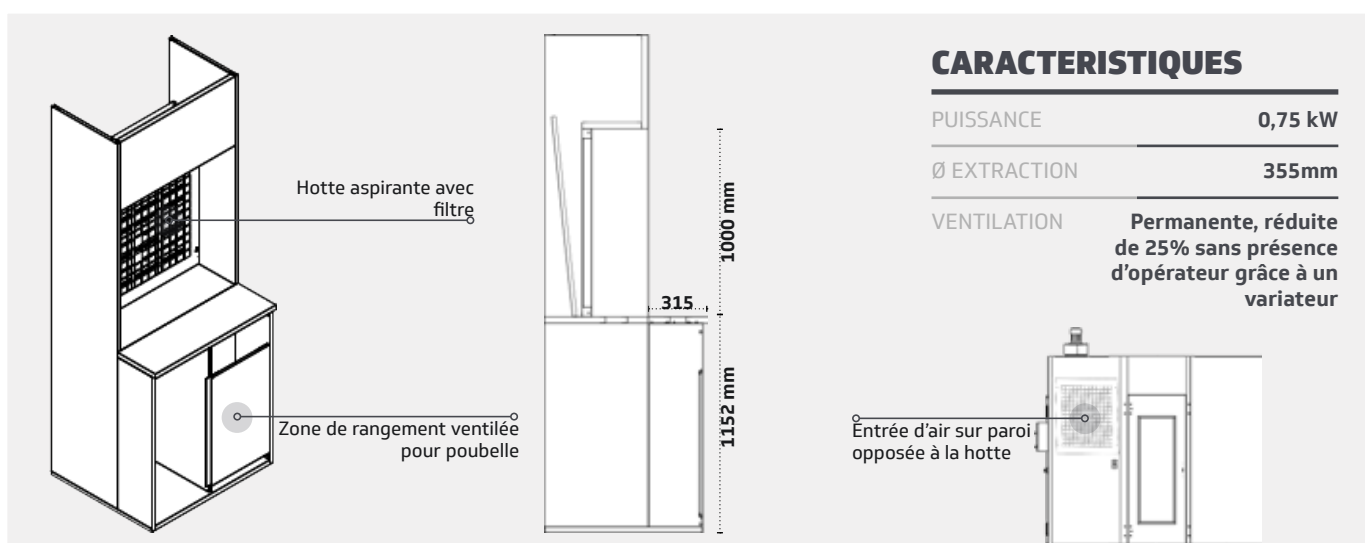 CARACTERISTIQUES
PUISSANCE 0,75 kW
Ø EXTRACTION 355mm
VENTILATION Permanente, réduite
de 25% sans présence
d'opérateur grâce à un
variateur
Hotte aspirante avec
filtre
Zone de rangement ventilée
pour poubelle
1000 mm
315
1152 mm
Entrée d'air sur paroi
opposée à la hotte